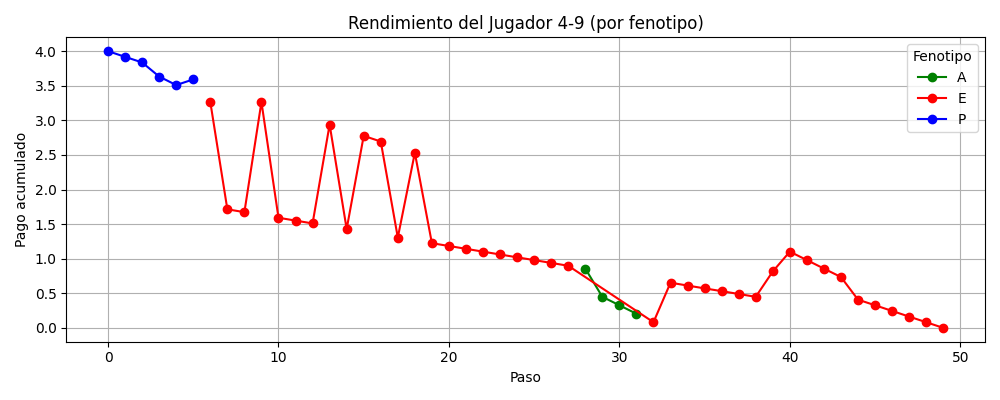 Rendimiento del Jugador 4-9 (por fenotipo)
Pago acumulado
4.0
3.5
3.0
2.5
2.0
1.5
1.0
0.5
0.0
Fenotipo
A
E
P
0 10 20 30 40 50
Paso